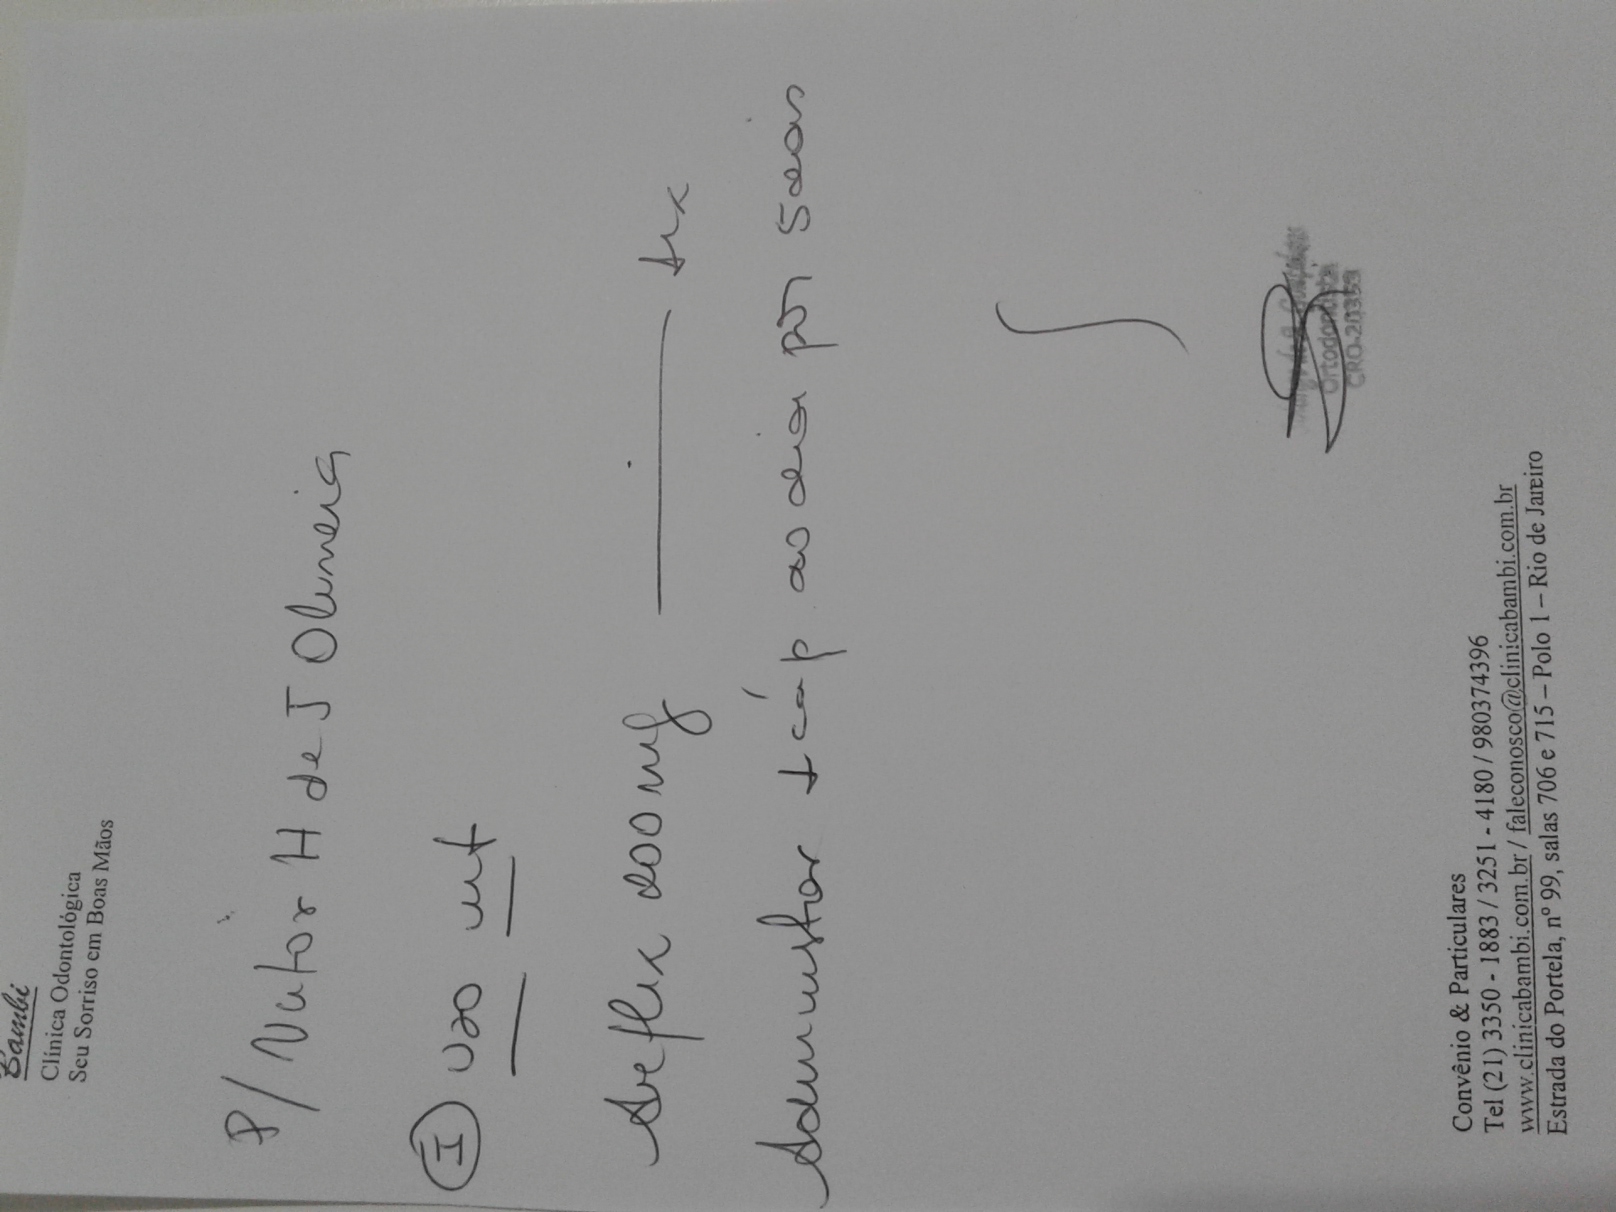 Bambi
Clínica Odontológica
Seu Sorriso em Boas Mãos
P/ Vitor H de J Oliveira
I uso int
Arflex 200mg ——— 1cx
Administrar 1 cáp ao dia por 5 dias
Ortodontista
CRO-20353
Convênio & Particulares
Tel (21) 3350 - 1883 / 3251 - 4180 / 980374396
www.clinicabambi.com.br / faleconosco@clinicabambi.com.br
Estrada do Portela, nº 99, salas 706 e 715 – Polo 1 – Rio de Janeiro